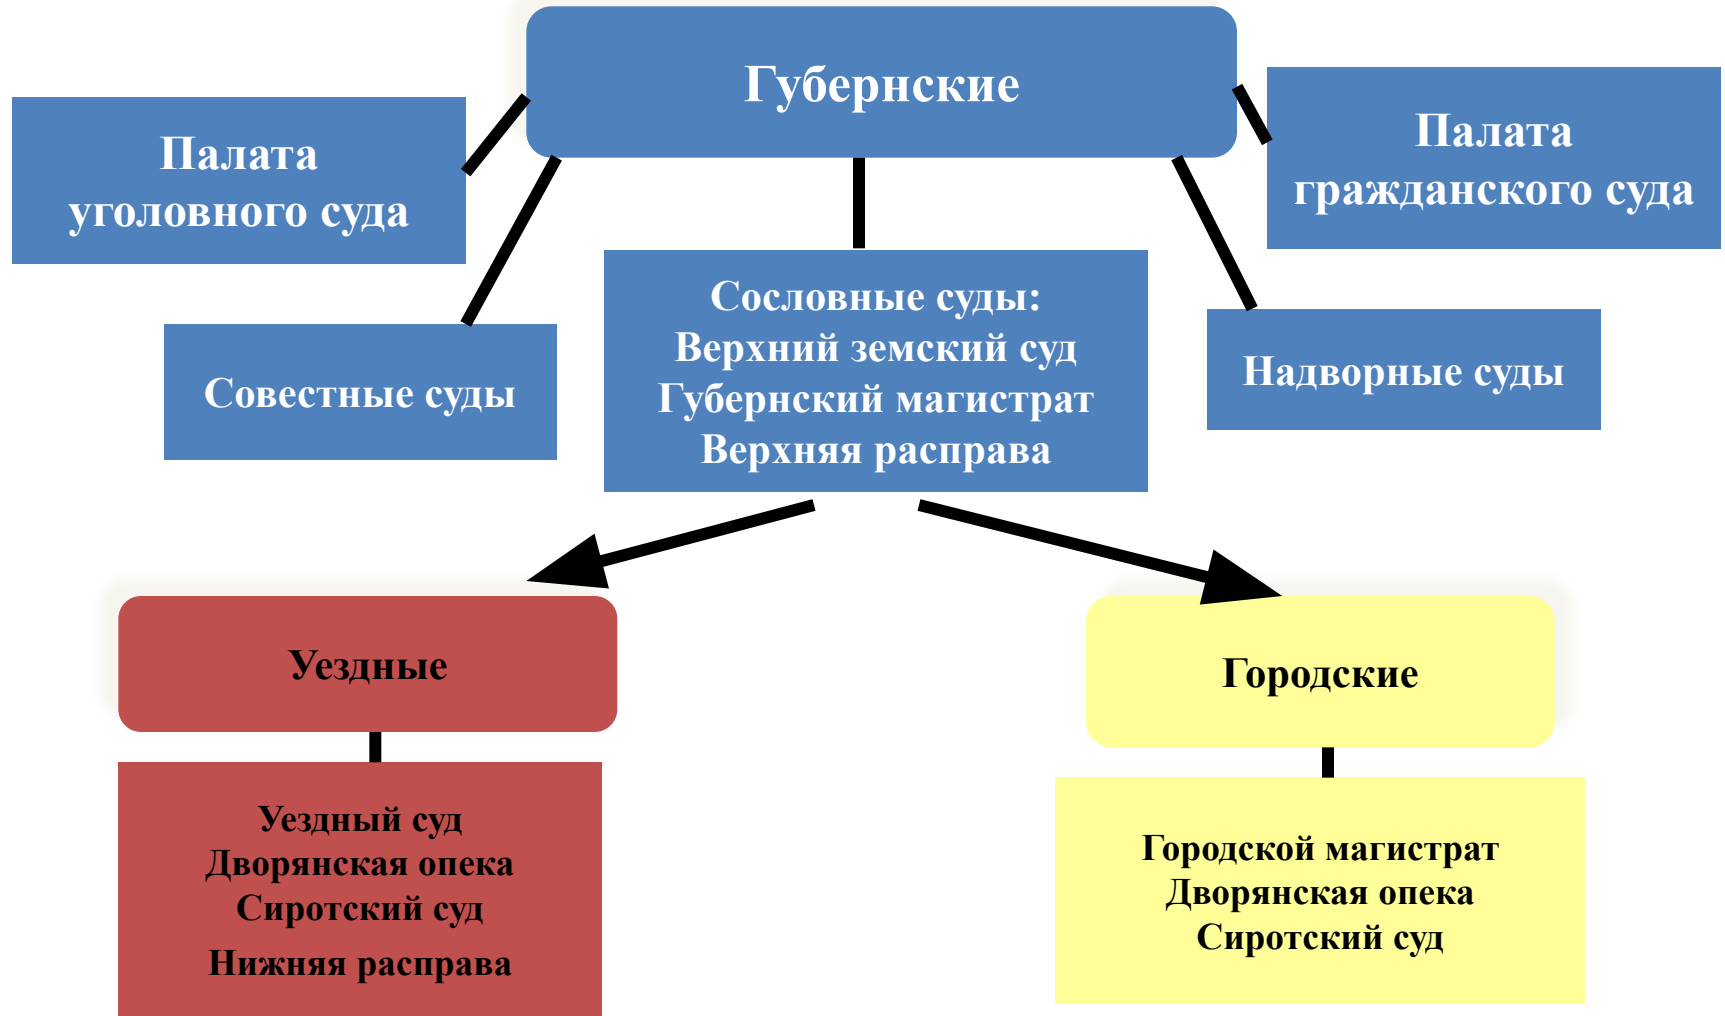 Губернские
Палата
уголовного суда
Палата
гражданского суда
Сословные суды:
Верхний земский суд
Губернский магистрат
Верхняя расправа
Совестные суды
Надворные суды
Уездные
Городские
Уездный суд
Дворянская опека
Сиротский суд
Нижняя расправа
Городской магистрат
Дворянская опека
Сиротский суд